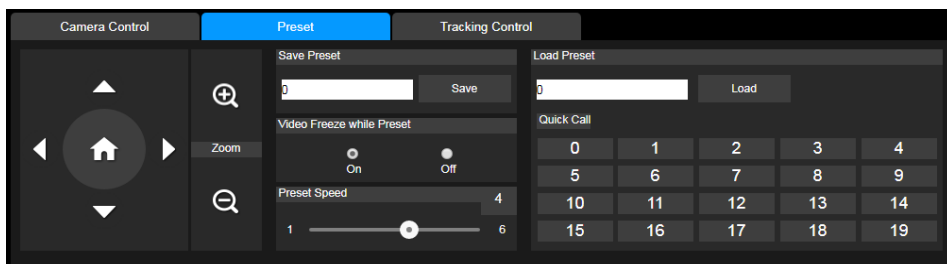 Camera Control Preset Tracking Control
Save Preset
0 Save
Video Freeze while Preset
On Off
Preset Speed 4
1 6
Zoom
Load Preset
0 Load
Quick Call
0 1 2 3 4
5 6 7 8 9
10 11 12 13 14
15 16 17 18 19